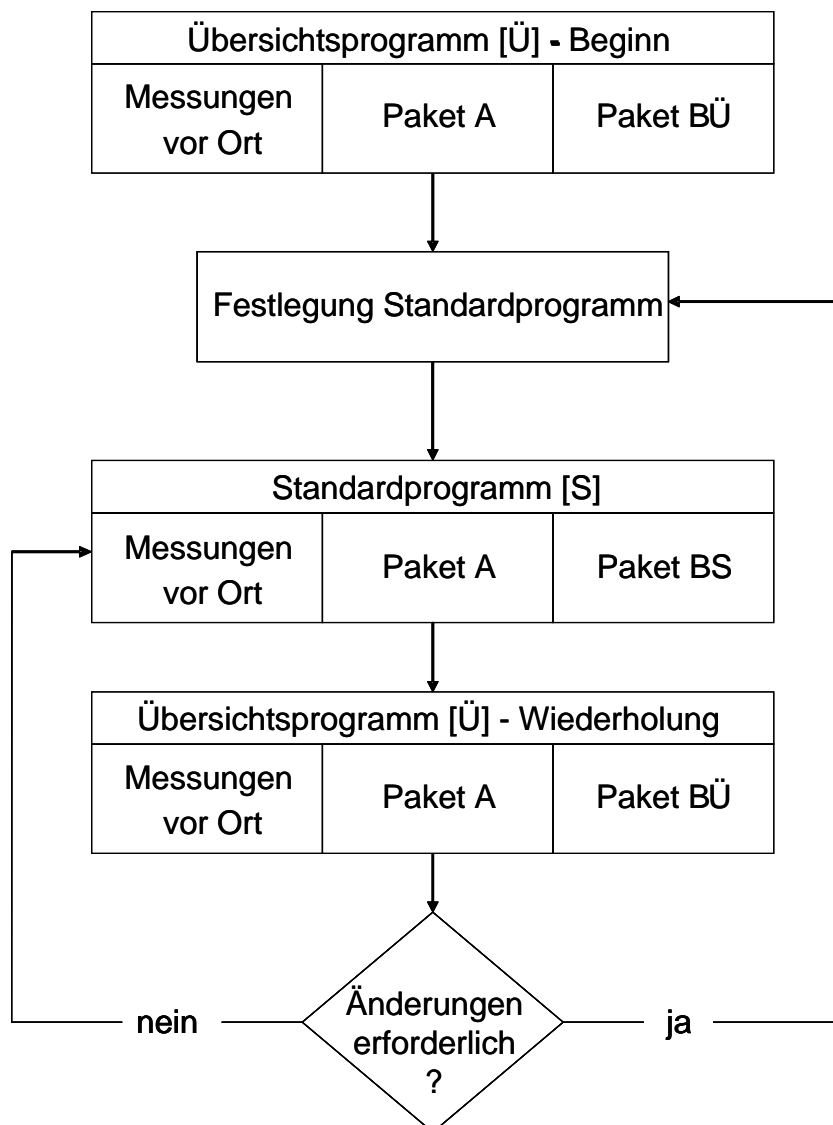 Übersichtsprogramm [Ü] - Beginn
Messungen
vor Ort
Paket A
Paket BÜ
Festlegung Standardprogramm
Standardprogramm [S]
Messungen
vor Ort
Paket A
Paket BS
Übersichtsprogramm [Ü] - Wiederholung
Messungen
vor Ort
Paket A
Paket BÜ
nein
Änderungen
erforderlich
?
ja